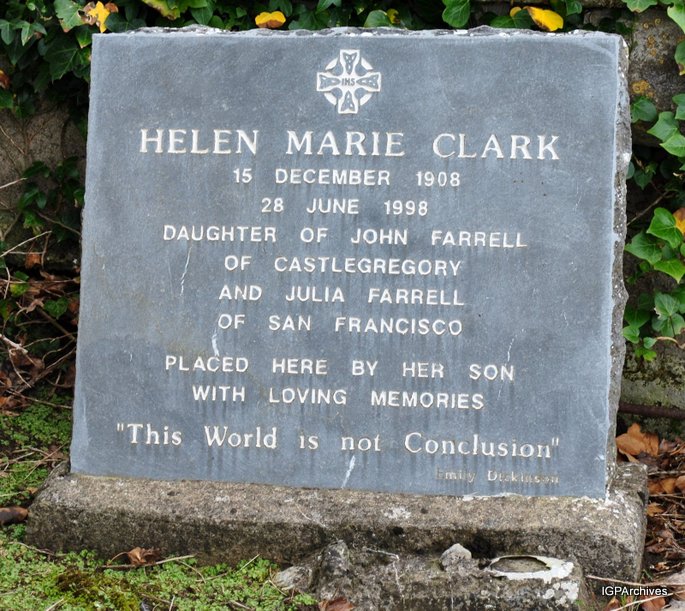 IHS
HELEN MARIE CLARK
15 DECEMBER 1908
28 JUNE 1998
DAUGHTER OF JOHN FARRELL
OF CASTLEGREGORY
AND JULIA FARRELL
OF SAN FRANCISCO
PLACED HERE BY HER SON
WITH LOVING MEMORIES
"This World is not Conclusion"
Emily Dickinson
IGPArchives